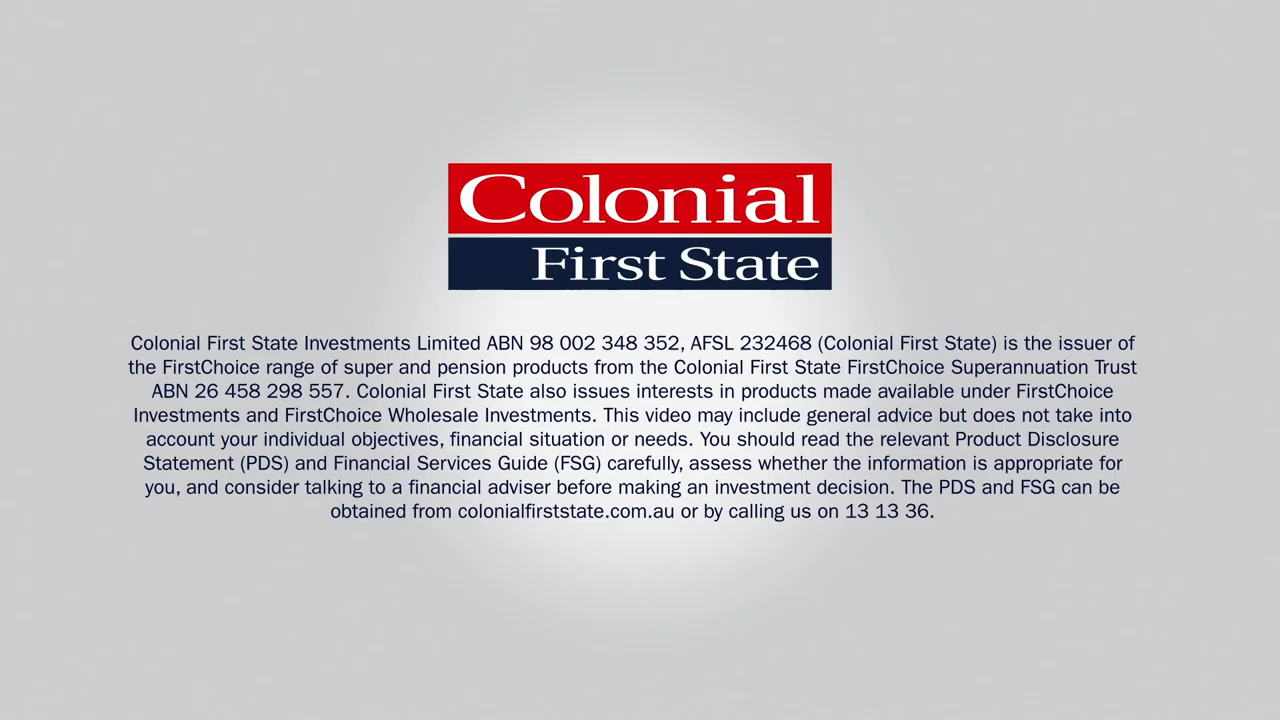 Colonial
First State
Colonial First State Investments Limited ABN 98 002 348 352, AFSL 232468 (Colonial First State) is the issuer of
the FirstChoice range of super and pension products from the Colonial First State FirstChoice Superannuation Trust
ABN 26 458 298 557. Colonial First State also issues interests in products made available under FirstChoice
Investments and FirstChoice Wholesale Investments. This video may include general advice but does not take into
account your individual objectives, financial situation or needs. You should read the relevant Product Disclosure
Statement (PDS) and Financial Services Guide (FSG) carefully, assess whether the information is appropriate for
you, and consider talking to a financial adviser before making an investment decision. The PDS and FSG can be
obtained from colonialfirststate.com.au or by calling us on 13 13 36.